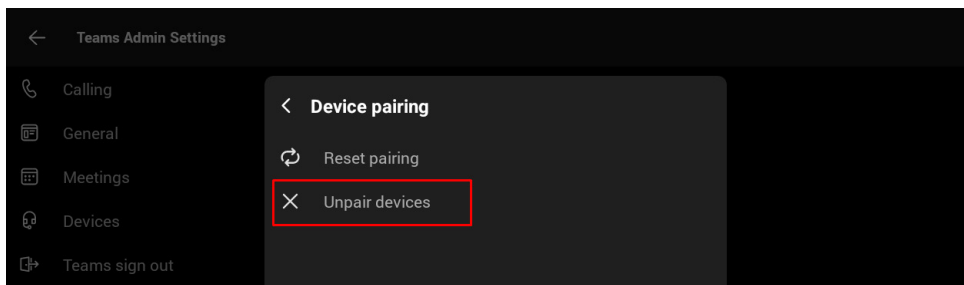 Teams Admin Settings
Calling
General
Meetings
Devices
Teams sign out
Device pairing
Reset pairing
Unpair devices